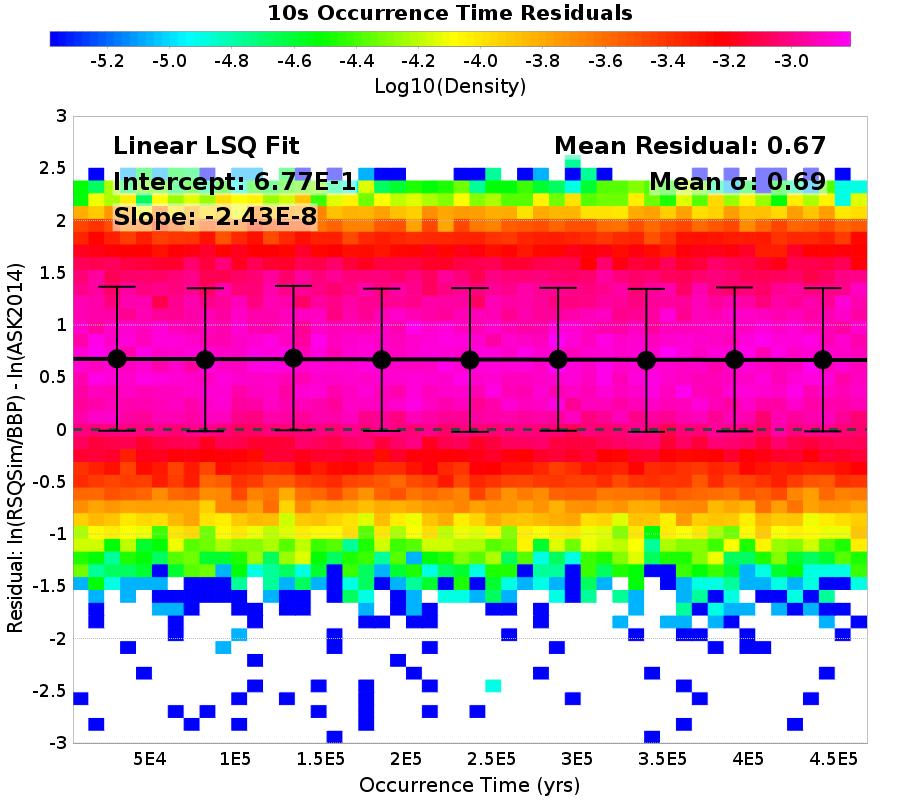 10s Occurrence Time Residuals
-5.2 -5.0 -4.8 -4.6 -4.4 -4.2 -4.0 -3.8 -3.6 -3.4 -3.2 -3.0
Log10(Density)
Linear LSQ Fit
Intercept: 6.77E-1
Slope: -2.43E-8
Mean Residual: 0.67
Mean σ: 0.69
Residual: ln(RSQSim/BBP) - ln(ASK2014)
3
2.5
2
1.5
1
0.5
0
-0.5
-1
-1.5
-2
-2.5
-3
5E4 1E5 1.5E5 2E5 2.5E5 3E5 3.5E5 4E5 4.5E5
Occurrence Time (yrs)